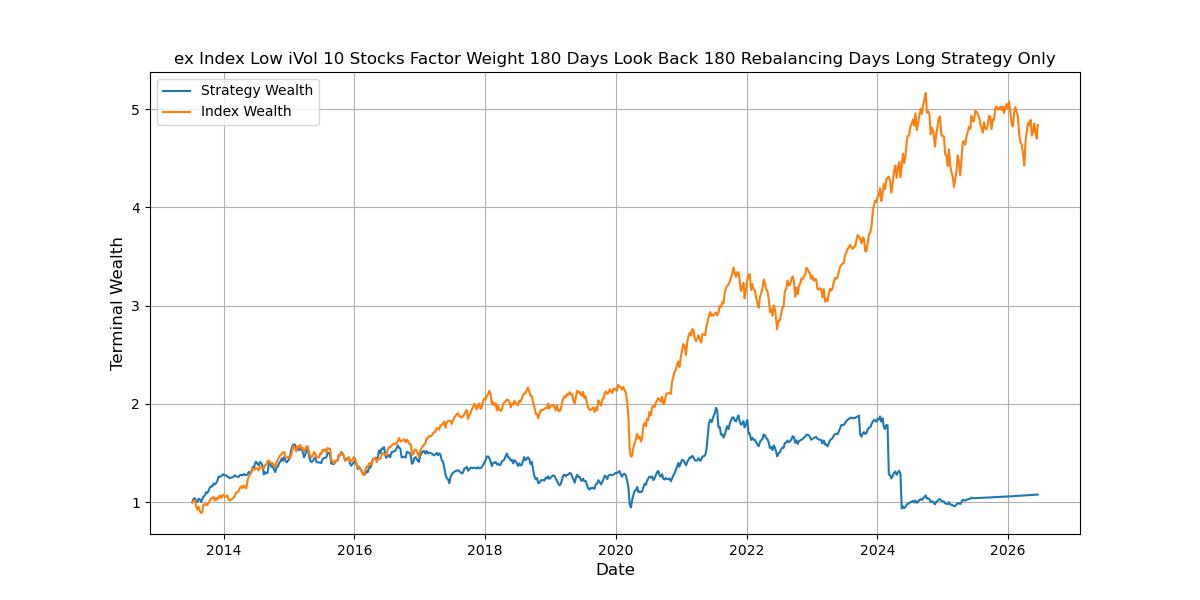 ex Index Low iVol 10 Stocks Factor Weight 180 Days Look Back 180 Rebalancing Days Long Strategy Only
Strategy Wealth
Index Wealth
Terminal Wealth
5
4
3
2
1
2014 2016 2018 2020 2022 2024 2026
Date